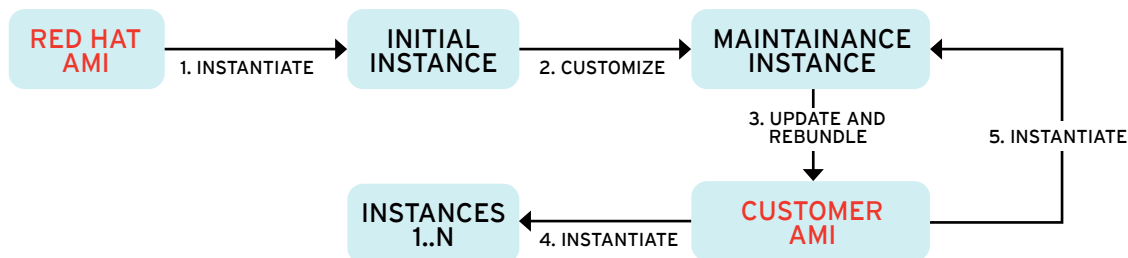 RED HAT
AMI
1. INSTANTIATE
INITIAL
INSTANCE
2. CUSTOMIZE
MAINTAINANCE
INSTANCE
3. UPDATE AND
REBUNDLE
5. INSTANTIATE
INSTANCES
1..N
4. INSTANTIATE
CUSTOMER
AMI